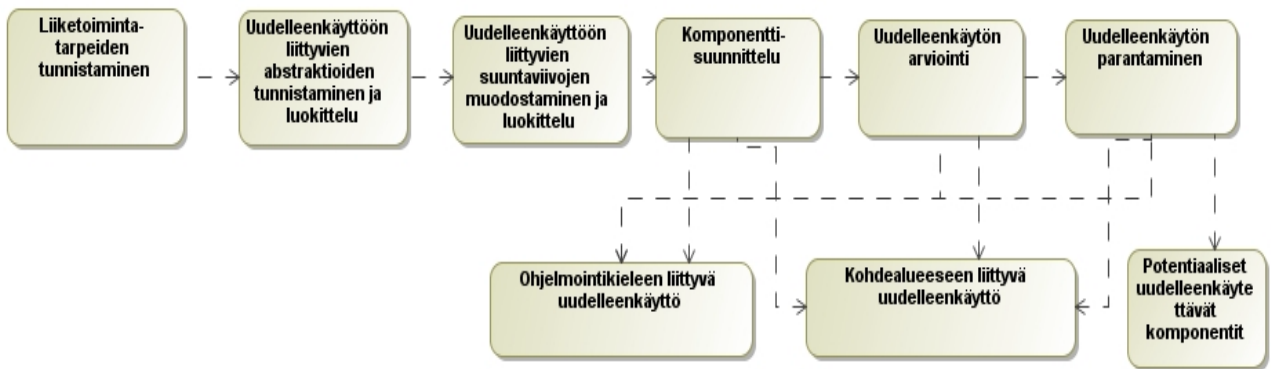 Liiketoiminta-
tarpeiden
tunnistaminen
Uudelleenkäyttöön
liittyvien
abstraktioiden
tunnistaminen ja
luokittelu
Uudelleenkäyttöön
liittyvien
suuntaviivojen
muodostaminen ja
luokittelu
Komponentti-
suunnittelu
Uudelleenkäytön
arviointi
Uudelleenkäytön
parantaminen
Ohjelmointikieleen liittyvä
uudelleenkäyttö
Kohdealueeseen liittyvä
uudelleenkäyttö
Potentiaaliset
uudelleenkäyte
ttävät
komponentit